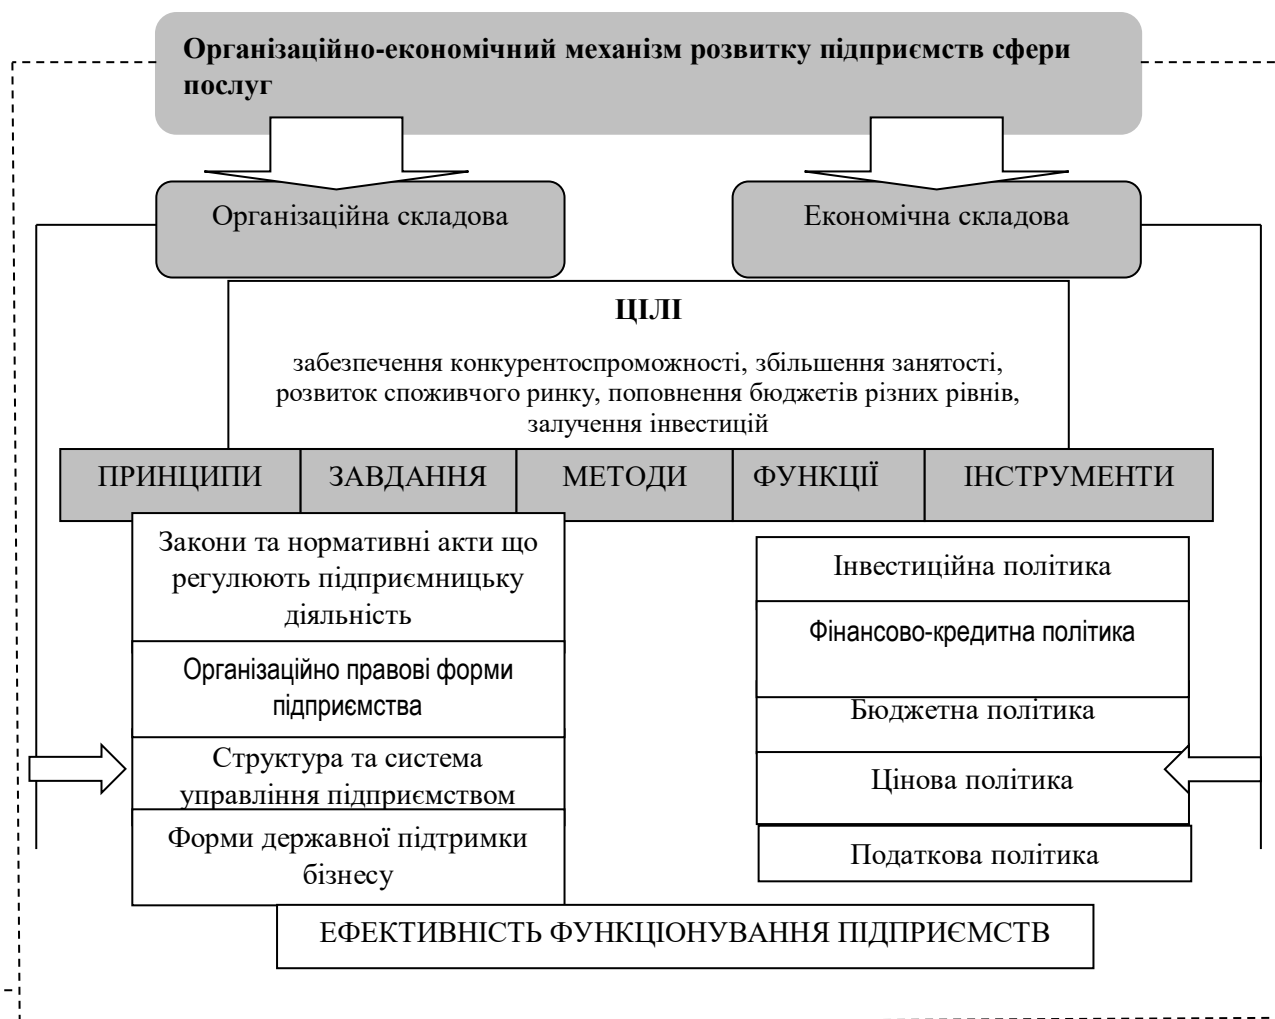 Організаційно-економічний механізм розвитку підприємств сфери
послуг
Організаційна складова
Економічна складова
ЦІЛІ
забезпечення конкурентоспроможності, збільшення занятості,
розвиток споживчого ринку, поповнення бюджетів різних рівнів,
залучення інвестицій
ПРИНЦИПИ
ЗАВДАННЯ
МЕТОДИ
ФУНКЦІЇ
ІНСТРУМЕНТИ
Закони та нормативні акти що
регулюють підприємницьку
діяльність
Організаційно правові форми
підприємства
Структура та система
управління підприємством
Форми державної підтримки
бізнесу
Інвестиційна політика
Фінансово-кредитна політика
Бюджетна політика
Цінова політика
Податкова політика
ЕФЕКТИВНІСТЬ ФУНКЦІОНУВАННЯ ПІДПРИЄМСТВ